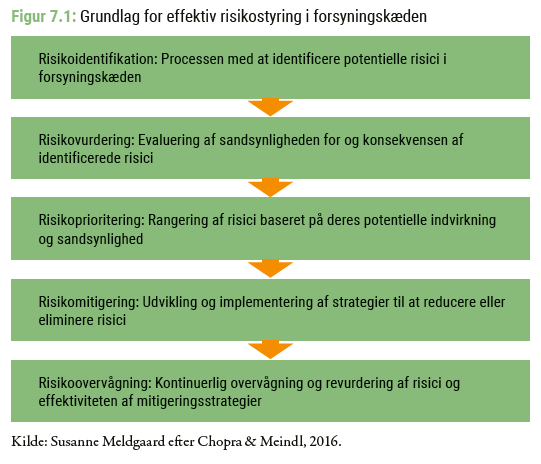 Figur 7.1: Grundlag for effektiv risikostyring i forsyningskæden
Risikoidentifikation: Processen med at identificere potentielle risici i
forsyningskæden
Risikovurdering: Evaluering af sandsynligheden for og konsekvensen af
identificerede risici
Risikoprioritering: Rangering af risici baseret på deres potentielle indvirkning
og sandsynlighed
Risikomitigering: Udvikling og implementering af strategier til at reducere eller
eliminere risici
Risikoovervågning: Kontinuerlig overvågning og revurdering af risici og
effektiviteten af mitigeringsstrategier
Kilde: Susanne Meldgaard efter Chopra & Meindl, 2016.